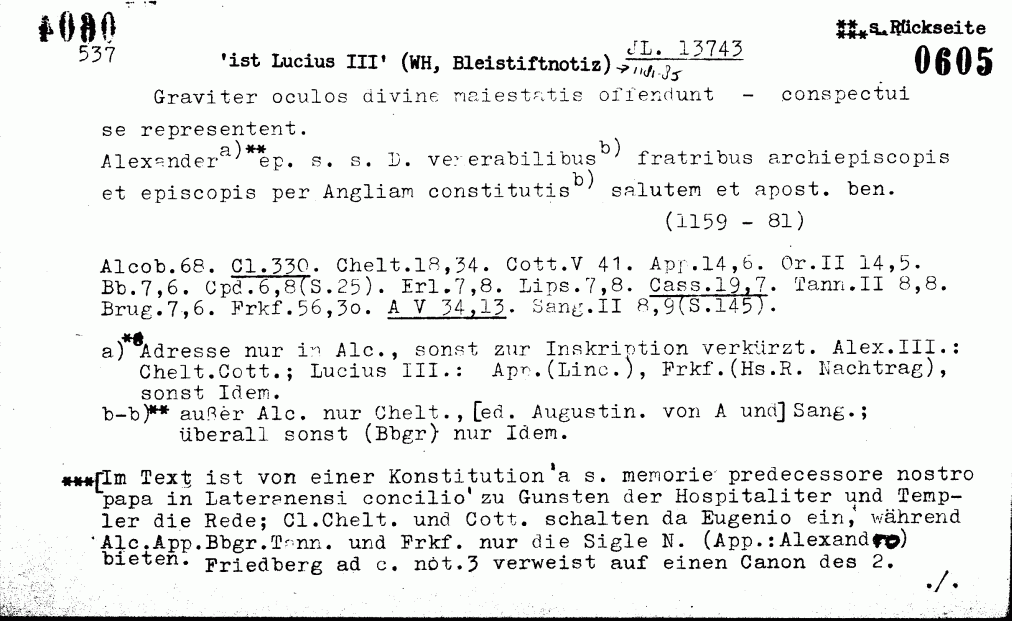 1080
537
**
***s. Rückseite
0605
'ist Lucius III' (WH, Bleistiftnotiz) → JL. 13743
Graviter oculos divine maiestatis offendunt - conspectui
se representent.
Alexander a)** ep. s. s. D. venerabilibus b) fratribus archiepiscopis
et episcopis per Angliam constitutis b) salutem et apost. ben.
(1159 - 81)
Alcob.68. Cl.330. Chelt.18,34. Cott.V 41. App.14,6. Or.II 14,5.
Bb.7,6. Cpd.6,8(S.25). Erl.7,8. Lips.7,8. Cass.19,7. Tann.II 8,8.
Brug.7,6. Frkf.56,30. A V 34,13. Sang.II 8,9(S.145).
a)** Adresse nur in Alc., sonst zur Inskription verkürzt. Alex.III.:
Chelt.Cott.; Lucius III.: App.(Linc.), Frkf.(Hs.R. Nachtrag),
sonst Idem.
b-b)** außer Alc. nur Chelt., [ed. Augustin. von A und] Sang.;
überall sonst (Bbgr) nur Idem.
***[Im Text ist von einer Konstitution 'a s. memorie predecessore nostro
papa in Lateranensi concilio' zu Gunsten der Hospitaliter und Temp-
ler die Rede; Cl.Chelt. und Cott. schalten da Eugenio ein, während
Alc.App.Bbgr.Tann. und Frkf. nur die Sigle N. (App.:Alexandro)
bieten. Friedberg ad c. not.3 verweist auf einen Canon des 2.
./.